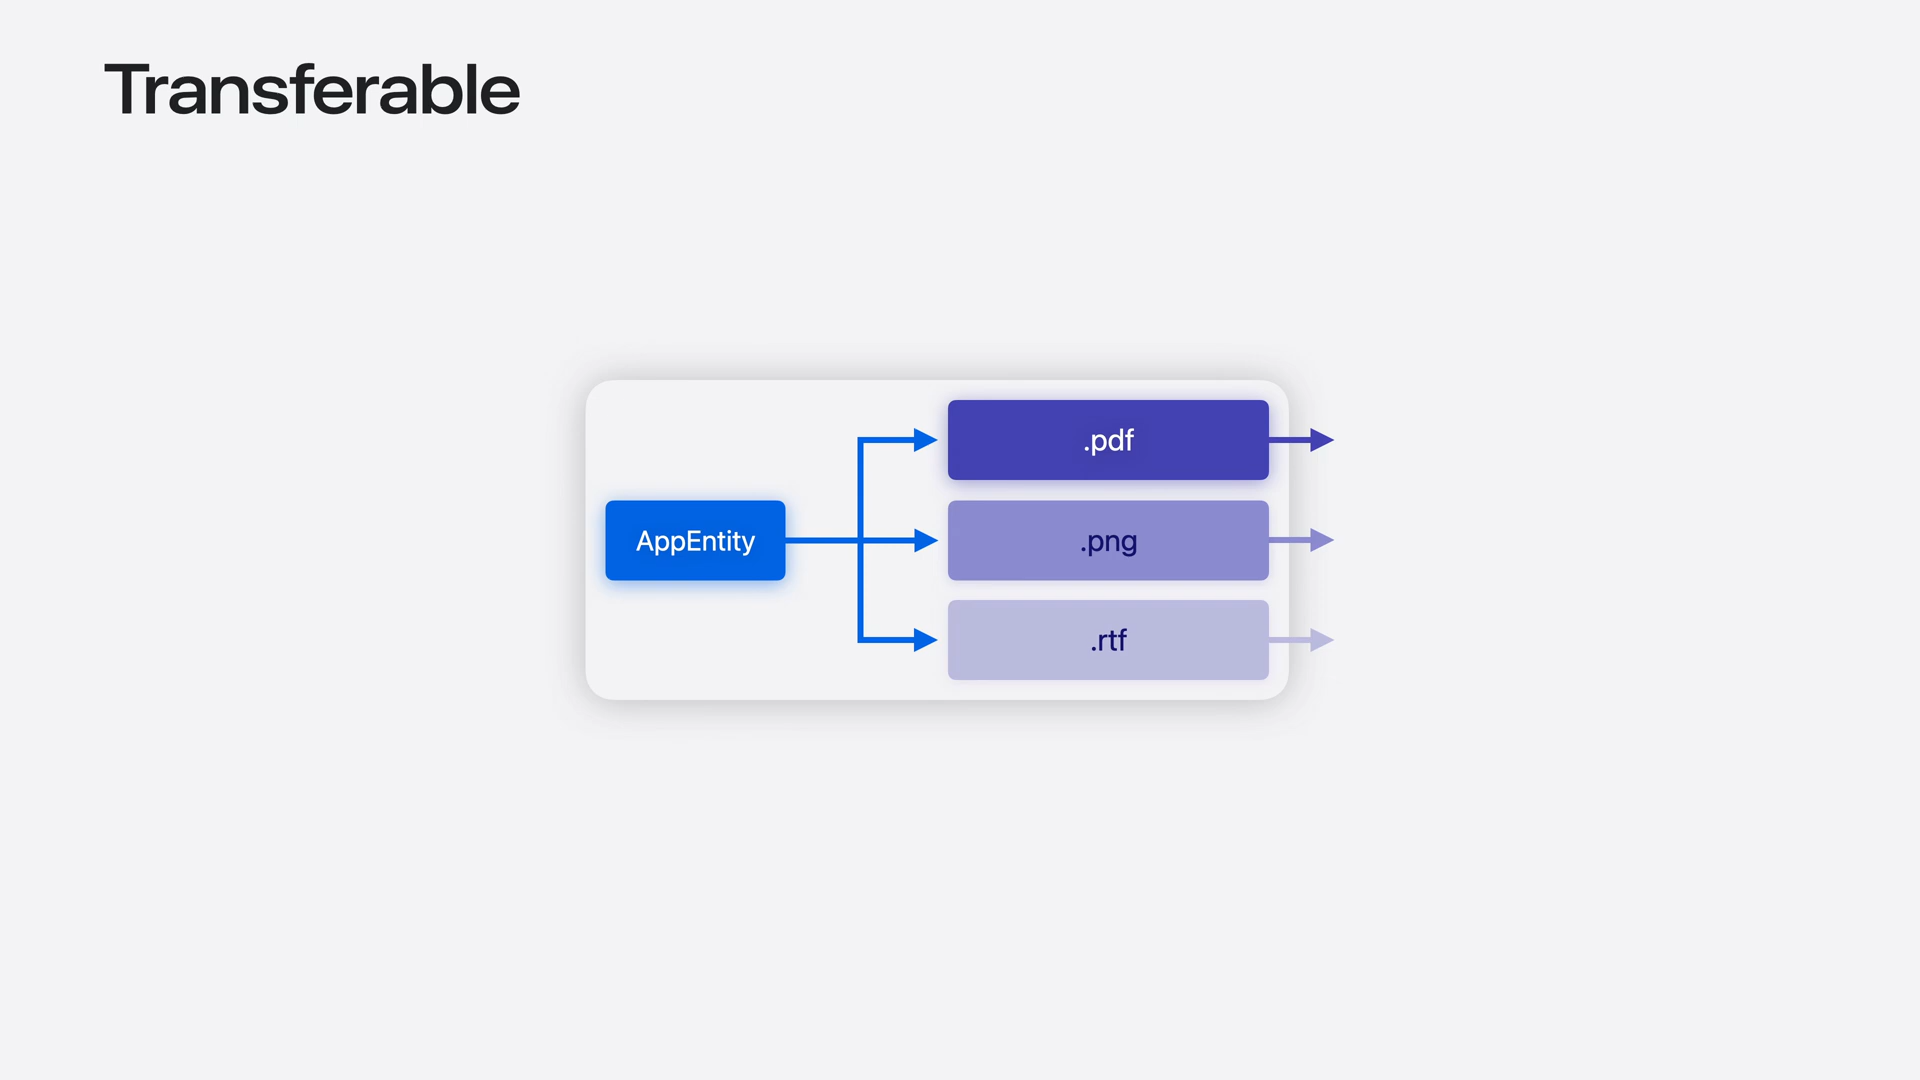 Transferable
AppEntity
.pdf
.png
.rtf